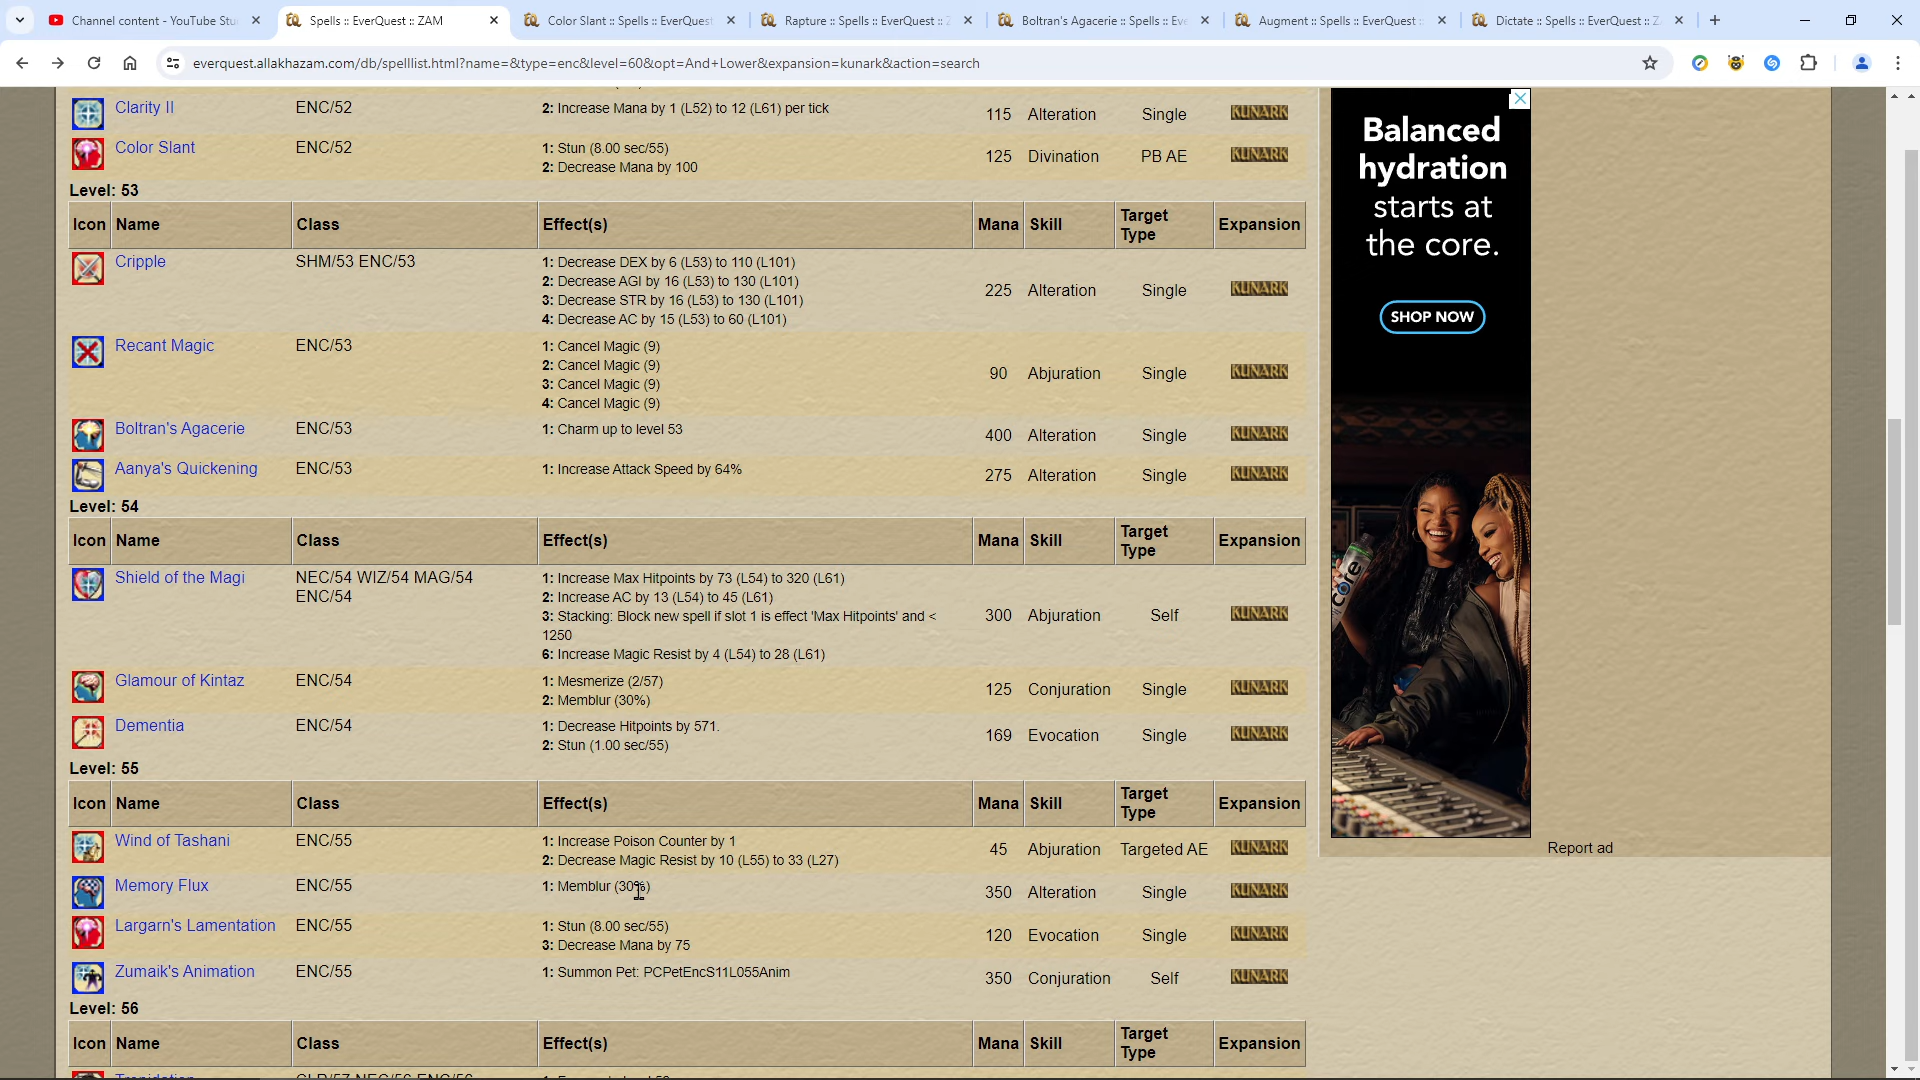 Channel content - YouTube Stu
Spells :: EverQuest :: ZAM
Color Slant :: Spells :: EverQuest
Rapture :: Spells :: EverQuest :: Z
Boltran's Agacerie :: Spells :: Eve
Augment :: Spells :: EverQuest ::
Dictate :: Spells :: EverQuest :: Z
everquest.allakhazam.com/db/spelllist.html?name=&type=enc&level=60&opt=And+Lower&expansion=kunark&action=search
Clarity II ENC/52 2: Increase Mana by 1 (L52) to 12 (L61) per tick 115 Alteration Single KUNARK
Color Slant ENC/52 1: Stun (8.00 sec/55) 125 Divination PB AE KUNARK
2: Decrease Mana by 100
Level: 53
Icon Name Class Effect(s) Mana Skill Target Type Expansion
Cripple SHM/53 ENC/53 1: Decrease DEX by 6 (L53) to 110 (L101) 225 Alteration Single KUNARK
2: Decrease AGI by 16 (L53) to 130 (L101)
3: Decrease STR by 16 (L53) to 130 (L101)
4: Decrease AC by 15 (L53) to 60 (L101)
Recant Magic ENC/53 1: Cancel Magic (9) 90 Abjuration Single KUNARK
2: Cancel Magic (9)
3: Cancel Magic (9)
4: Cancel Magic (9)
Boltran's Agacerie ENC/53 1: Charm up to level 53 400 Alteration Single KUNARK
Aanya's Quickening ENC/53 1: Increase Attack Speed by 64% 275 Alteration Single KUNARK
Level: 54
Icon Name Class Effect(s) Mana Skill Target Type Expansion
Shield of the Magi NEC/54 WIZ/54 MAG/54 1: Increase Max Hitpoints by 73 (L54) to 320 (L61) 300 Abjuration Self KUNARK
ENC/54 2: Increase AC by 13 (L54) to 45 (L61)
3: Stacking: Block new spell if slot 1 is effect 'Max Hitpoints' and <
1250
6: Increase Magic Resist by 4 (L54) to 28 (L61)
Glamour of Kintaz ENC/54 1: Mesmerize (2/57) 125 Conjuration Single KUNARK
2: Memblur (30%)
Dementia ENC/54 1: Decrease Hitpoints by 571. 169 Evocation Single KUNARK
2: Stun (1.00 sec/55)
Level: 55
Icon Name Class Effect(s) Mana Skill Target Type Expansion
Wind of Tashani ENC/55 1: Increase Poison Counter by 1 45 Abjuration Targeted AE KUNARK
2: Decrease Magic Resist by 10 (L55) to 33 (L27)
Memory Flux ENC/55 1: Memblur (30%) 350 Alteration Single KUNARK
Largarn's Lamentation ENC/55 1: Stun (8.00 sec/55) 120 Evocation Single KUNARK
3: Decrease Mana by 75
Zumaik's Animation ENC/55 1: Summon Pet: PCPetEncS11L055Anim 350 Conjuration Self KUNARK
Level: 56
Icon Name Class Effect(s) Mana Skill Target Type Expansion
Balanced
hydration
starts at
the core.
SHOP NOW
core
Report ad